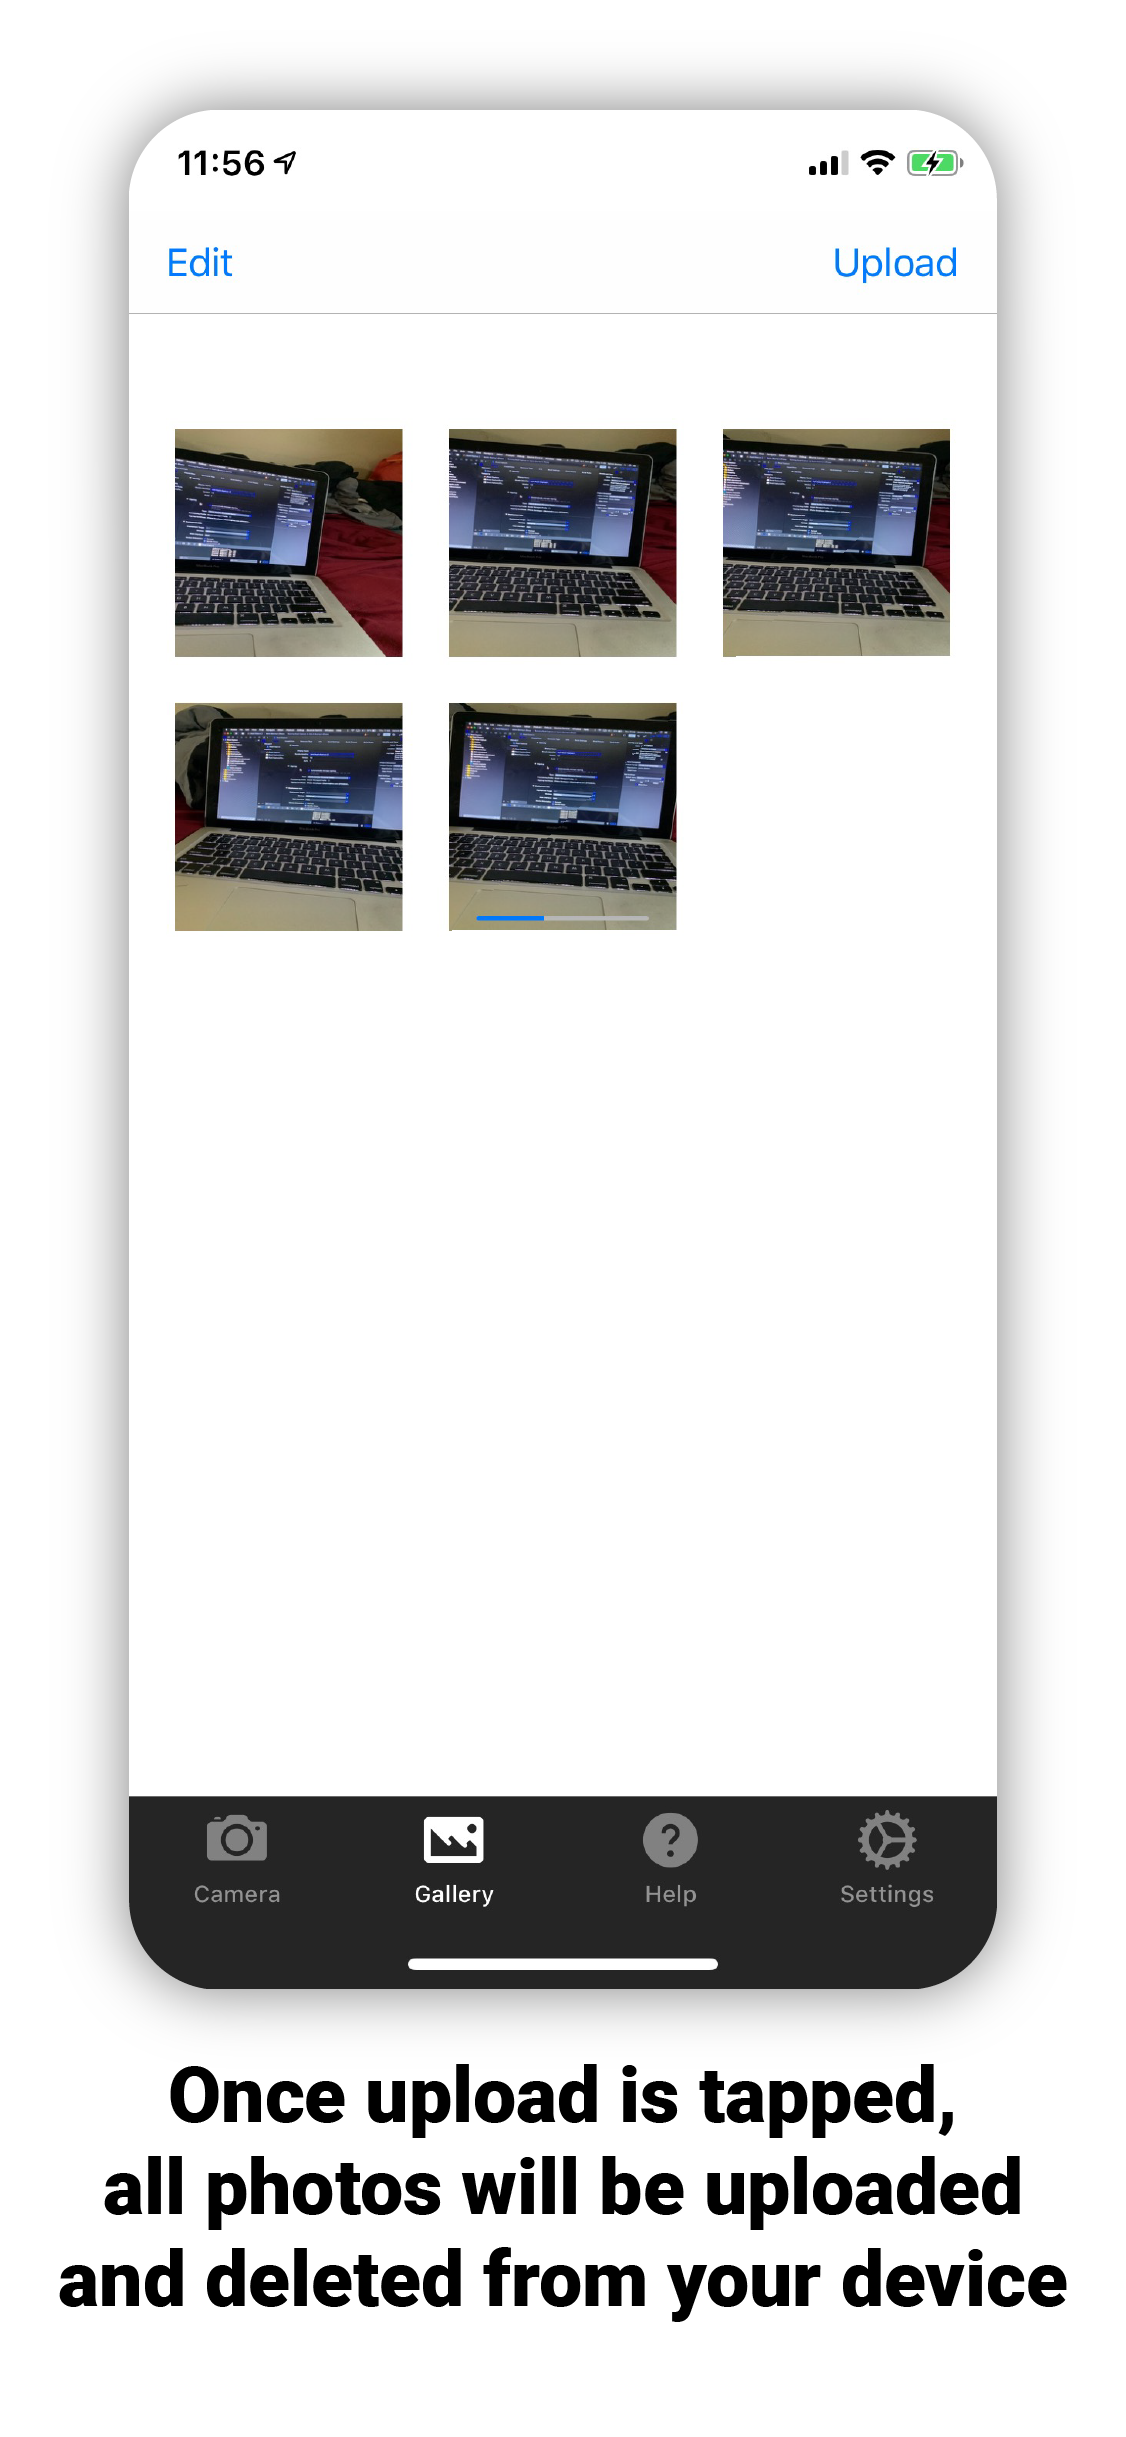 11:56
Edit
Upload
Camera
Gallery
Help
Settings
Once upload is tapped,
all photos will be uploaded
and deleted from your device